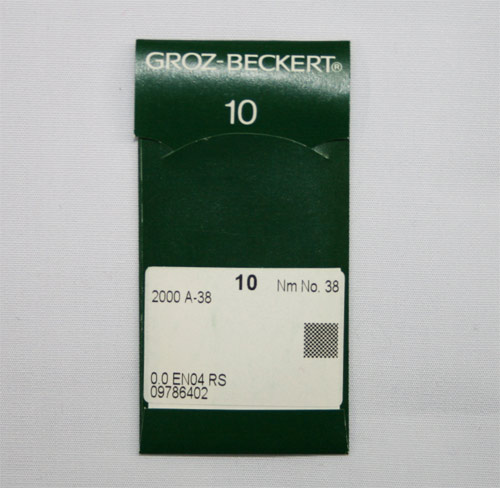 GROZ-BECKERT®
10
10 Nm No. 38
2000 A-38
0.0 EN04 RS
09786402